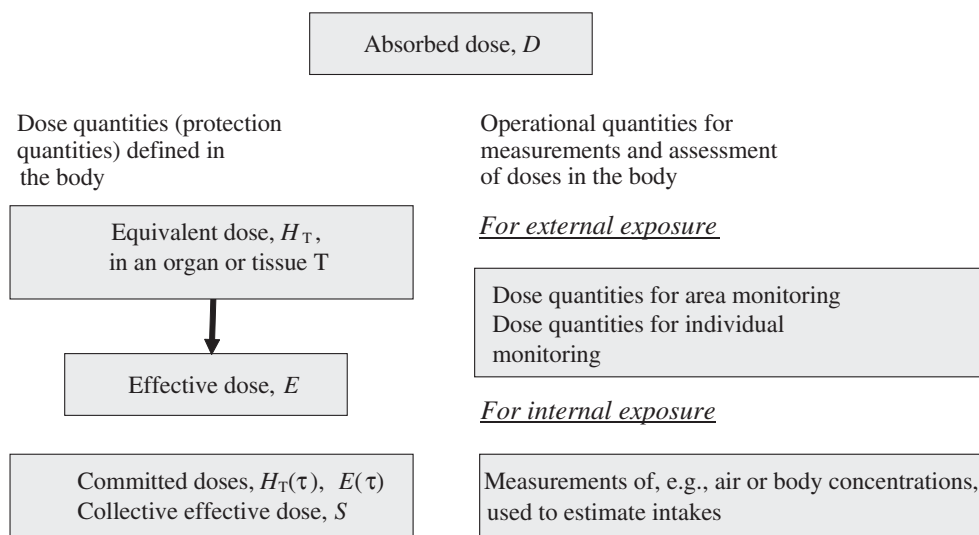 Absorbed dose, D
Dose quantities (protection
quantities) defined in
the body
Equivalent dose, H_T,
in an organ or tissue T
Effective dose, E
Committed doses, H_T(τ), E(τ)
Collective effective dose, S
Operational quantities for
measurements and assessment
of doses in the body
For external exposure
Dose quantities for area monitoring
Dose quantities for individual
monitoring
For internal exposure
Measurements of, e.g., air or body concentrations,
used to estimate intakes